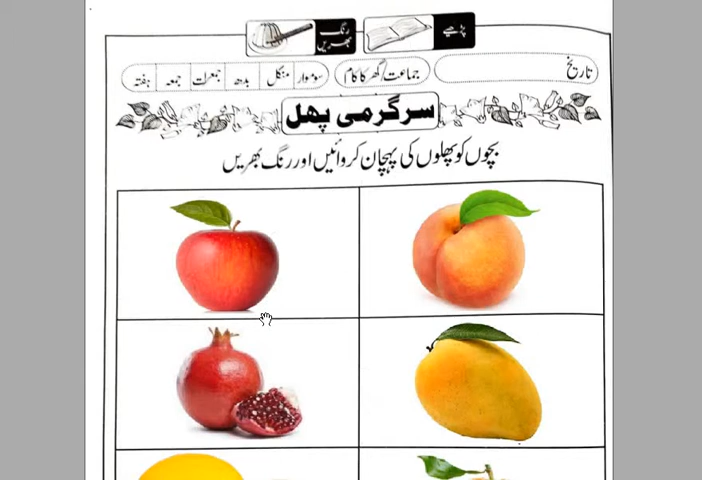 پڑھیے
رنگ بھریں
تاریخ
جماعت / گھر کا کام
سوموار منگل بدھ جمعرات جمعہ ہفتہ
سرگرمی پھل
بچوں کو پھلوں کی پہچان کروائیں اور رنگ بھریں